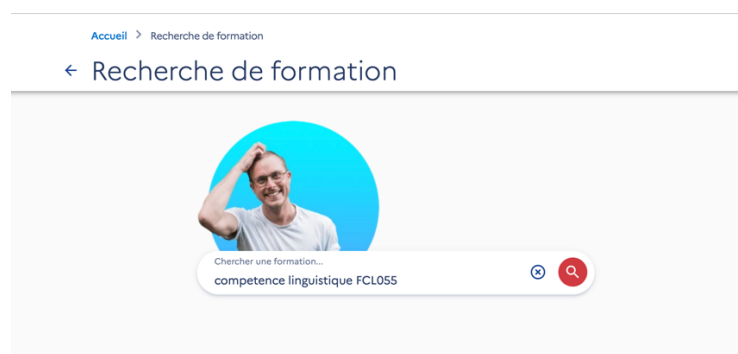 Accueil > Recherche de formation
← Recherche de formation
Chercher une formation...
competence linguistique FCL055